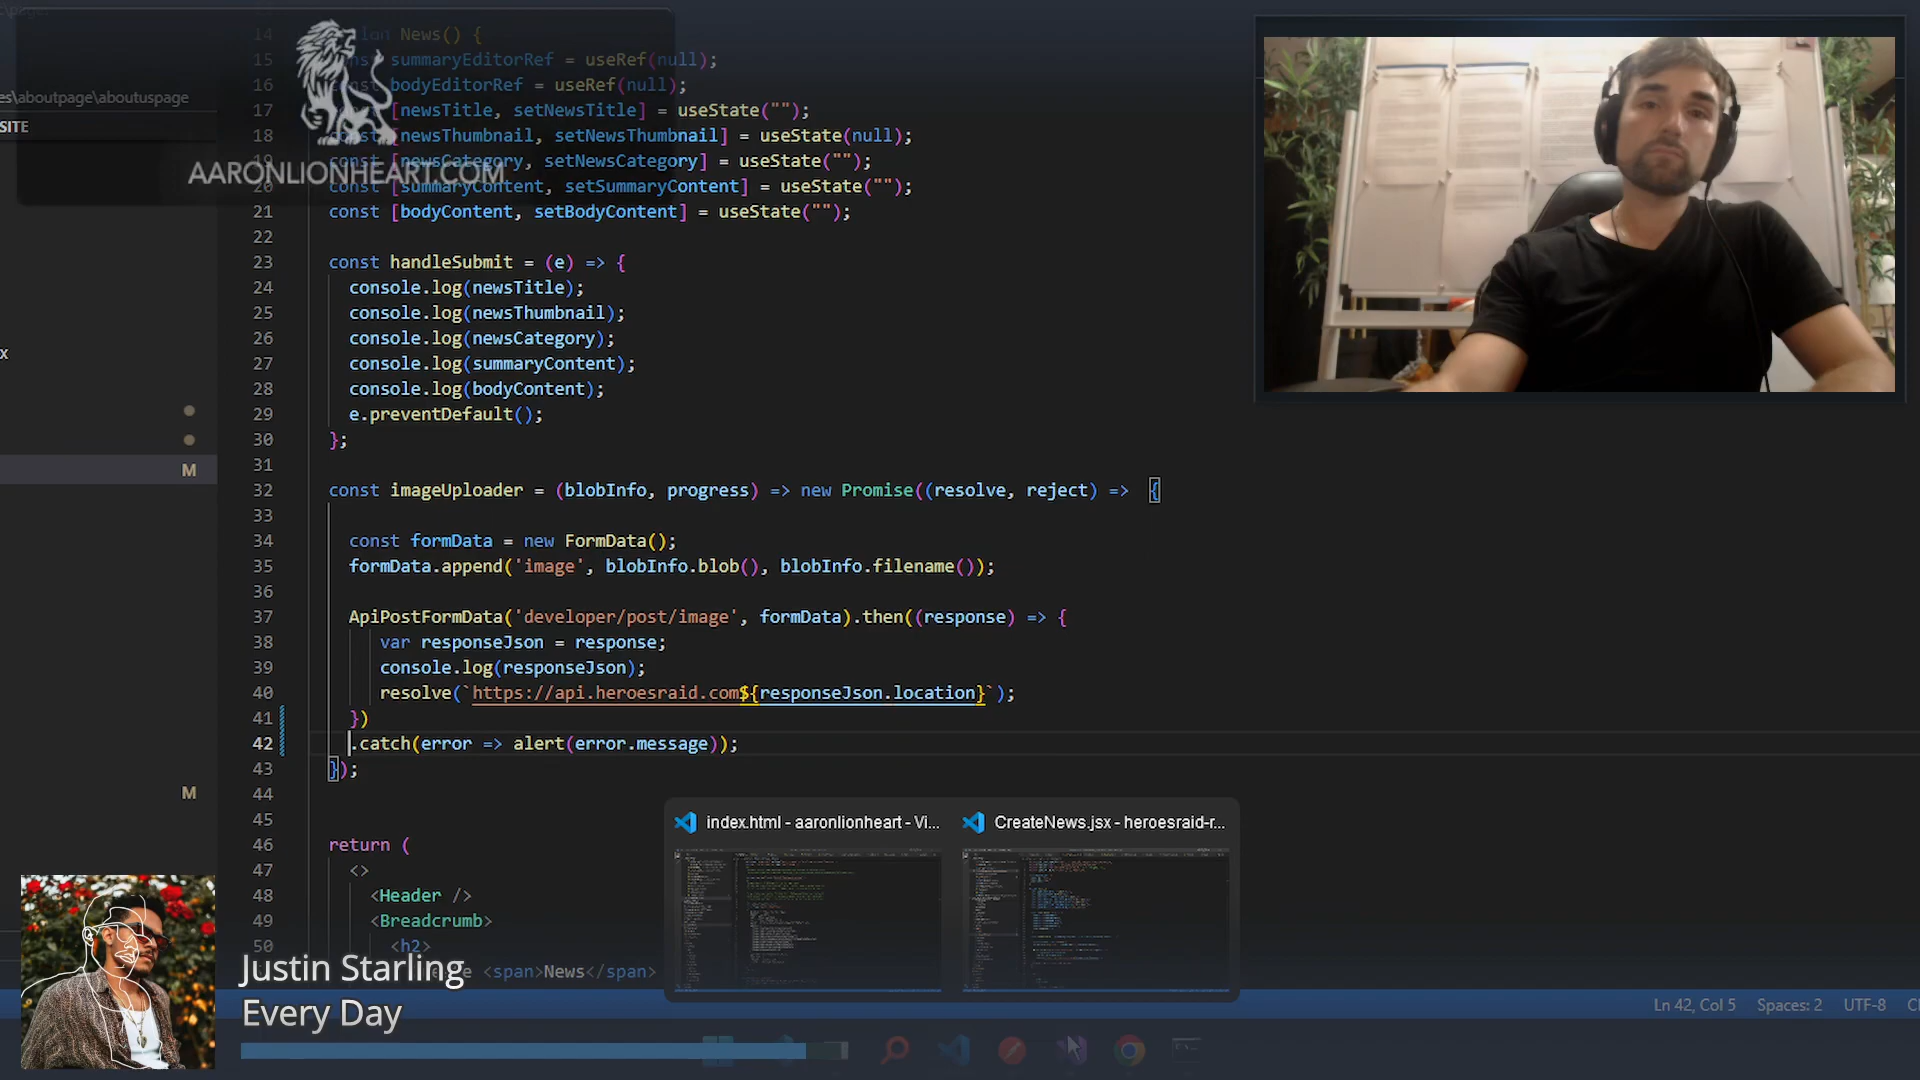 14 News() {
15 summaryEditorRef = useRef(null);
es\aboutpage\aboutuspage
16 bodyEditorRef = useRef(null);
17 [newsTitle, setNewsTitle] = useState("");
SITE
18 [newsThumbnail, setNewsThumbnail] = useState(null);
19 const [newsCategory, setNewsCategory] = useState("");
AARONLIONHEART.COM
20 const [summaryContent, setSummaryContent] = useState("");
21 const [bodyContent, setBodyContent] = useState("");
22
23 const handleSubmit = (e) => {
24 console.log(newsTitle);
25 console.log(newsThumbnail);
26 console.log(newsCategory);
x
27 console.log(summaryContent);
28 console.log(bodyContent);
29 e.preventDefault();
30 };
31
M
32 const imageUploader = (blobInfo, progress) => new Promise((resolve, reject) => {
33
34 const formData = new FormData();
35 formData.append('image', blobInfo.blob(), blobInfo.filename());
36
37 ApiPostFormData('developer/post/image', formData).then((response) => {
38 var responseJson = response;
39 console.log(responseJson);
40 resolve(`https://api.heroesraid.com${responseJson.location}`);
41 })
42 .catch(error => alert(error.message));
43 });
M
44
45
46 return (
47 <>
48 <Header />
49 <Breadcrumb>
50 <h2>
<span>News</span>
index.html - aaronlionheart - Vi...
CreateNews.jsx - heroesraid-r...
Justin Starling
Every Day
Ln 42, Col 5 Spaces: 2 UTF-8